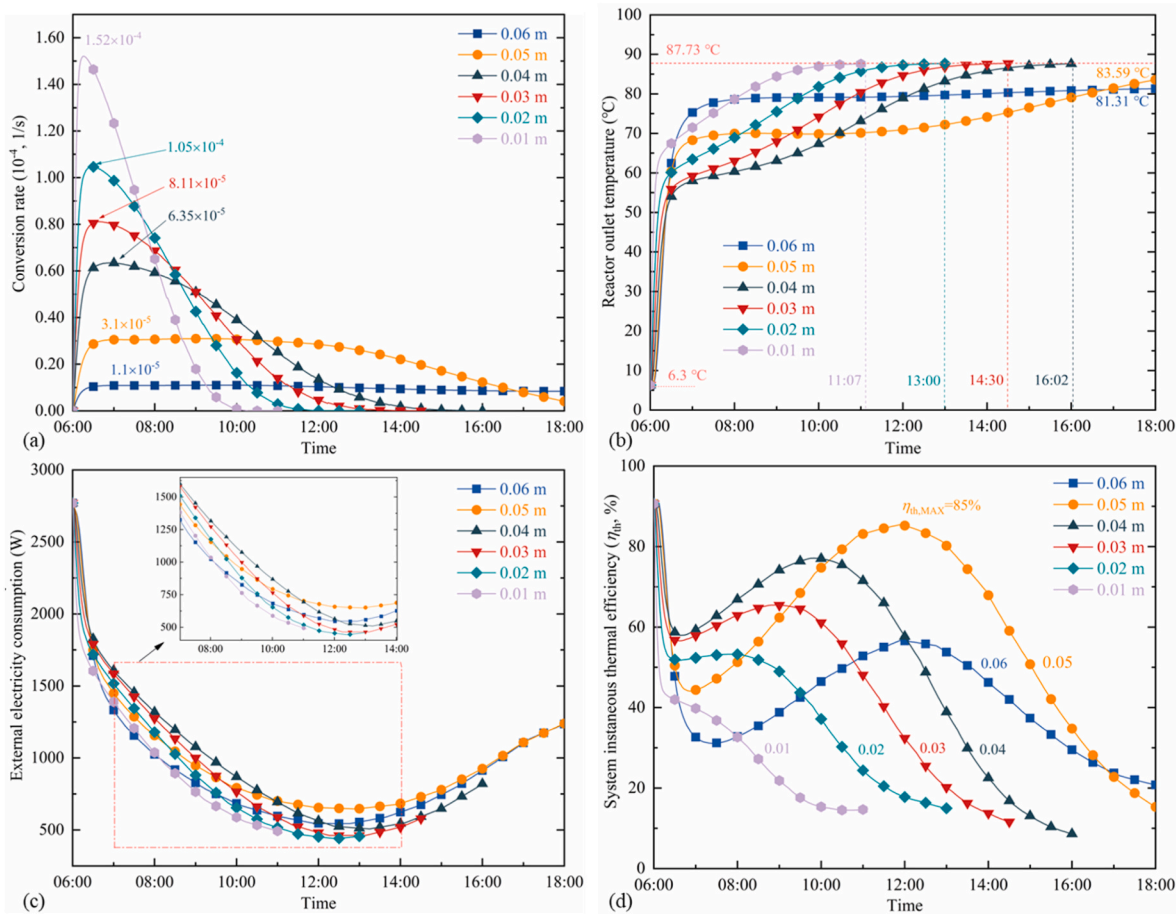 1.60
1.40
1.20
1.00
0.80
0.60
0.40
0.20
0.00
Conversion rate (10⁻⁴, 1/s)
1.52×10⁻⁴
1.05×10⁻⁴
8.11×10⁻⁵
6.35×10⁻⁵
3.1×10⁻⁵
1.1×10⁻⁵
0.06 m
0.05 m
0.04 m
0.03 m
0.02 m
0.01 m
06:00 08:00 10:00 12:00 14:00 16:00 18:00
(a)
Time
100
90
80
70
60
50
40
30
20
10
0
Reactor outlet temperature (℃)
87.73 ℃
83.59 ℃
81.31 ℃
0.06 m
0.05 m
0.04 m
0.03 m
0.02 m
0.01 m
6.3 ℃
11:07
13:00
14:30
16:02
06:00 08:00 10:00 12:00 14:00 16:00 18:00
(b)
Time
3000
2500
2000
1500
1000
500
0
External electricity consumption (W)
1500
1250
1000
750
500
08:00 10:00 12:00 14:00
0.06 m
0.05 m
0.04 m
0.03 m
0.02 m
0.01 m
06:00 08:00 10:00 12:00 14:00 16:00 18:00
(c)
Time
100
80
60
40
20
0
System instantaneous thermal efficiency (ηth, %)
ηth,MAX=85%
0.06 m
0.05 m
0.04 m
0.03 m
0.02 m
0.01 m
0.06
0.05
0.01
0.02
0.03
0.04
06:00 08:00 10:00 12:00 14:00 16:00 18:00
(d)
Time